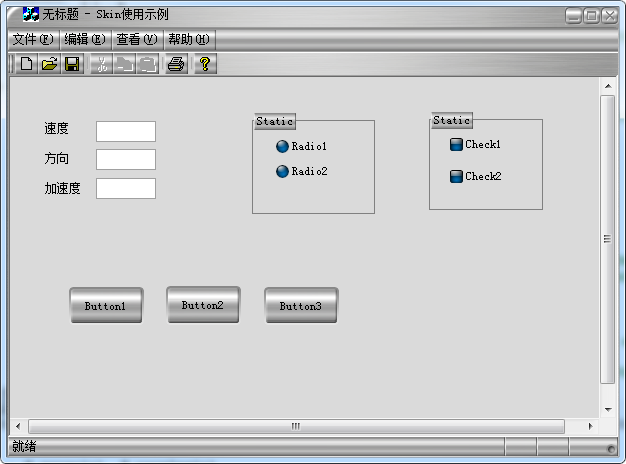 无标题 - Skin使用示例
文件(F) 编辑(E) 查看(V) 帮助(H)
速度
方向
加速度
Static
Radio1
Radio2
Static
Check1
Check2
Button1 Button2 Button3
就绪